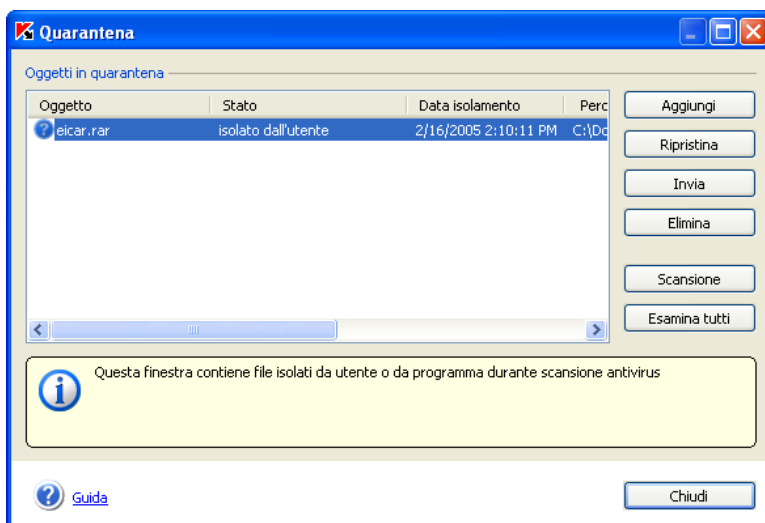 Quarantena
Oggetti in quarantena
Oggetto Stato Data isolamento Perc
eicar.rar isolato dall'utente 2/16/2005 2:10:11 PM C:\Do
Aggiungi
Ripristina
Invia
Elimina
Scansione
Esamina tutti
Questa finestra contiene file isolati da utente o da programma durante scansione antivirus
Guida
Chiudi